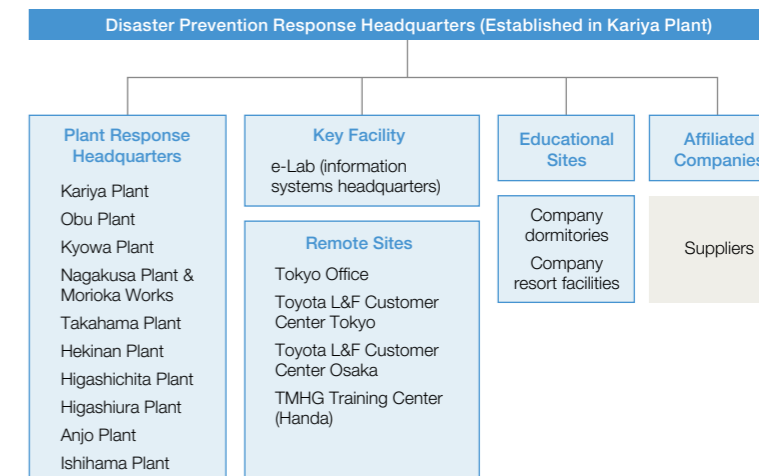 Disaster Prevention Response Headquarters (Established in Kariya Plant)
Plant Response
Headquarters
Kariya Plant
Obu Plant
Kyowa Plant
Nagakusa Plant &
Morioka Works
Takahama Plant
Hekinan Plant
Higashichita Plant
Higashiura Plant
Anjo Plant
Ishihama Plant
Key Facility
e-Lab (information
systems headquarters)
Remote Sites
Tokyo Office
Toyota L&F Customer
Center Tokyo
Toyota L&F Customer
Center Osaka
TMHG Training Center
(Handa)
Educational
Sites
Company
dormitories
Company
resort facilities
Affiliated
Companies
Suppliers